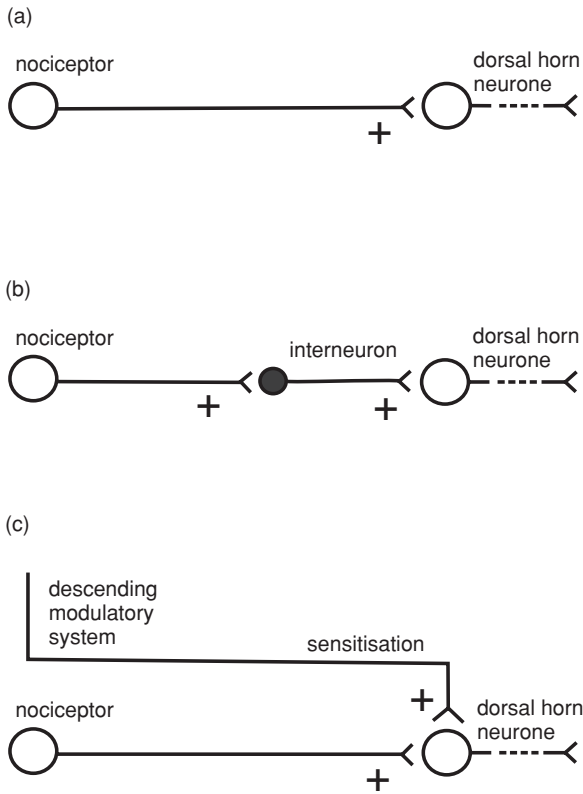 (a)
nociceptor
dorsal horn
neurone
+
(b)
nociceptor
interneuron
dorsal horn
neurone
+
+
(c)
descending
modulatory
system
sensitisation
+
nociceptor
dorsal horn
neurone
+